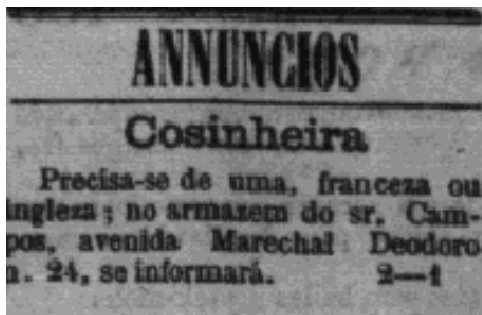 ANNUNCIOS
Cosinheira
Precisa-se de uma, franceza ou
ingleza; no armazem do sr. Cam-
pos, avenida Marechal Deodoro
n. 24, se informará. 2—1